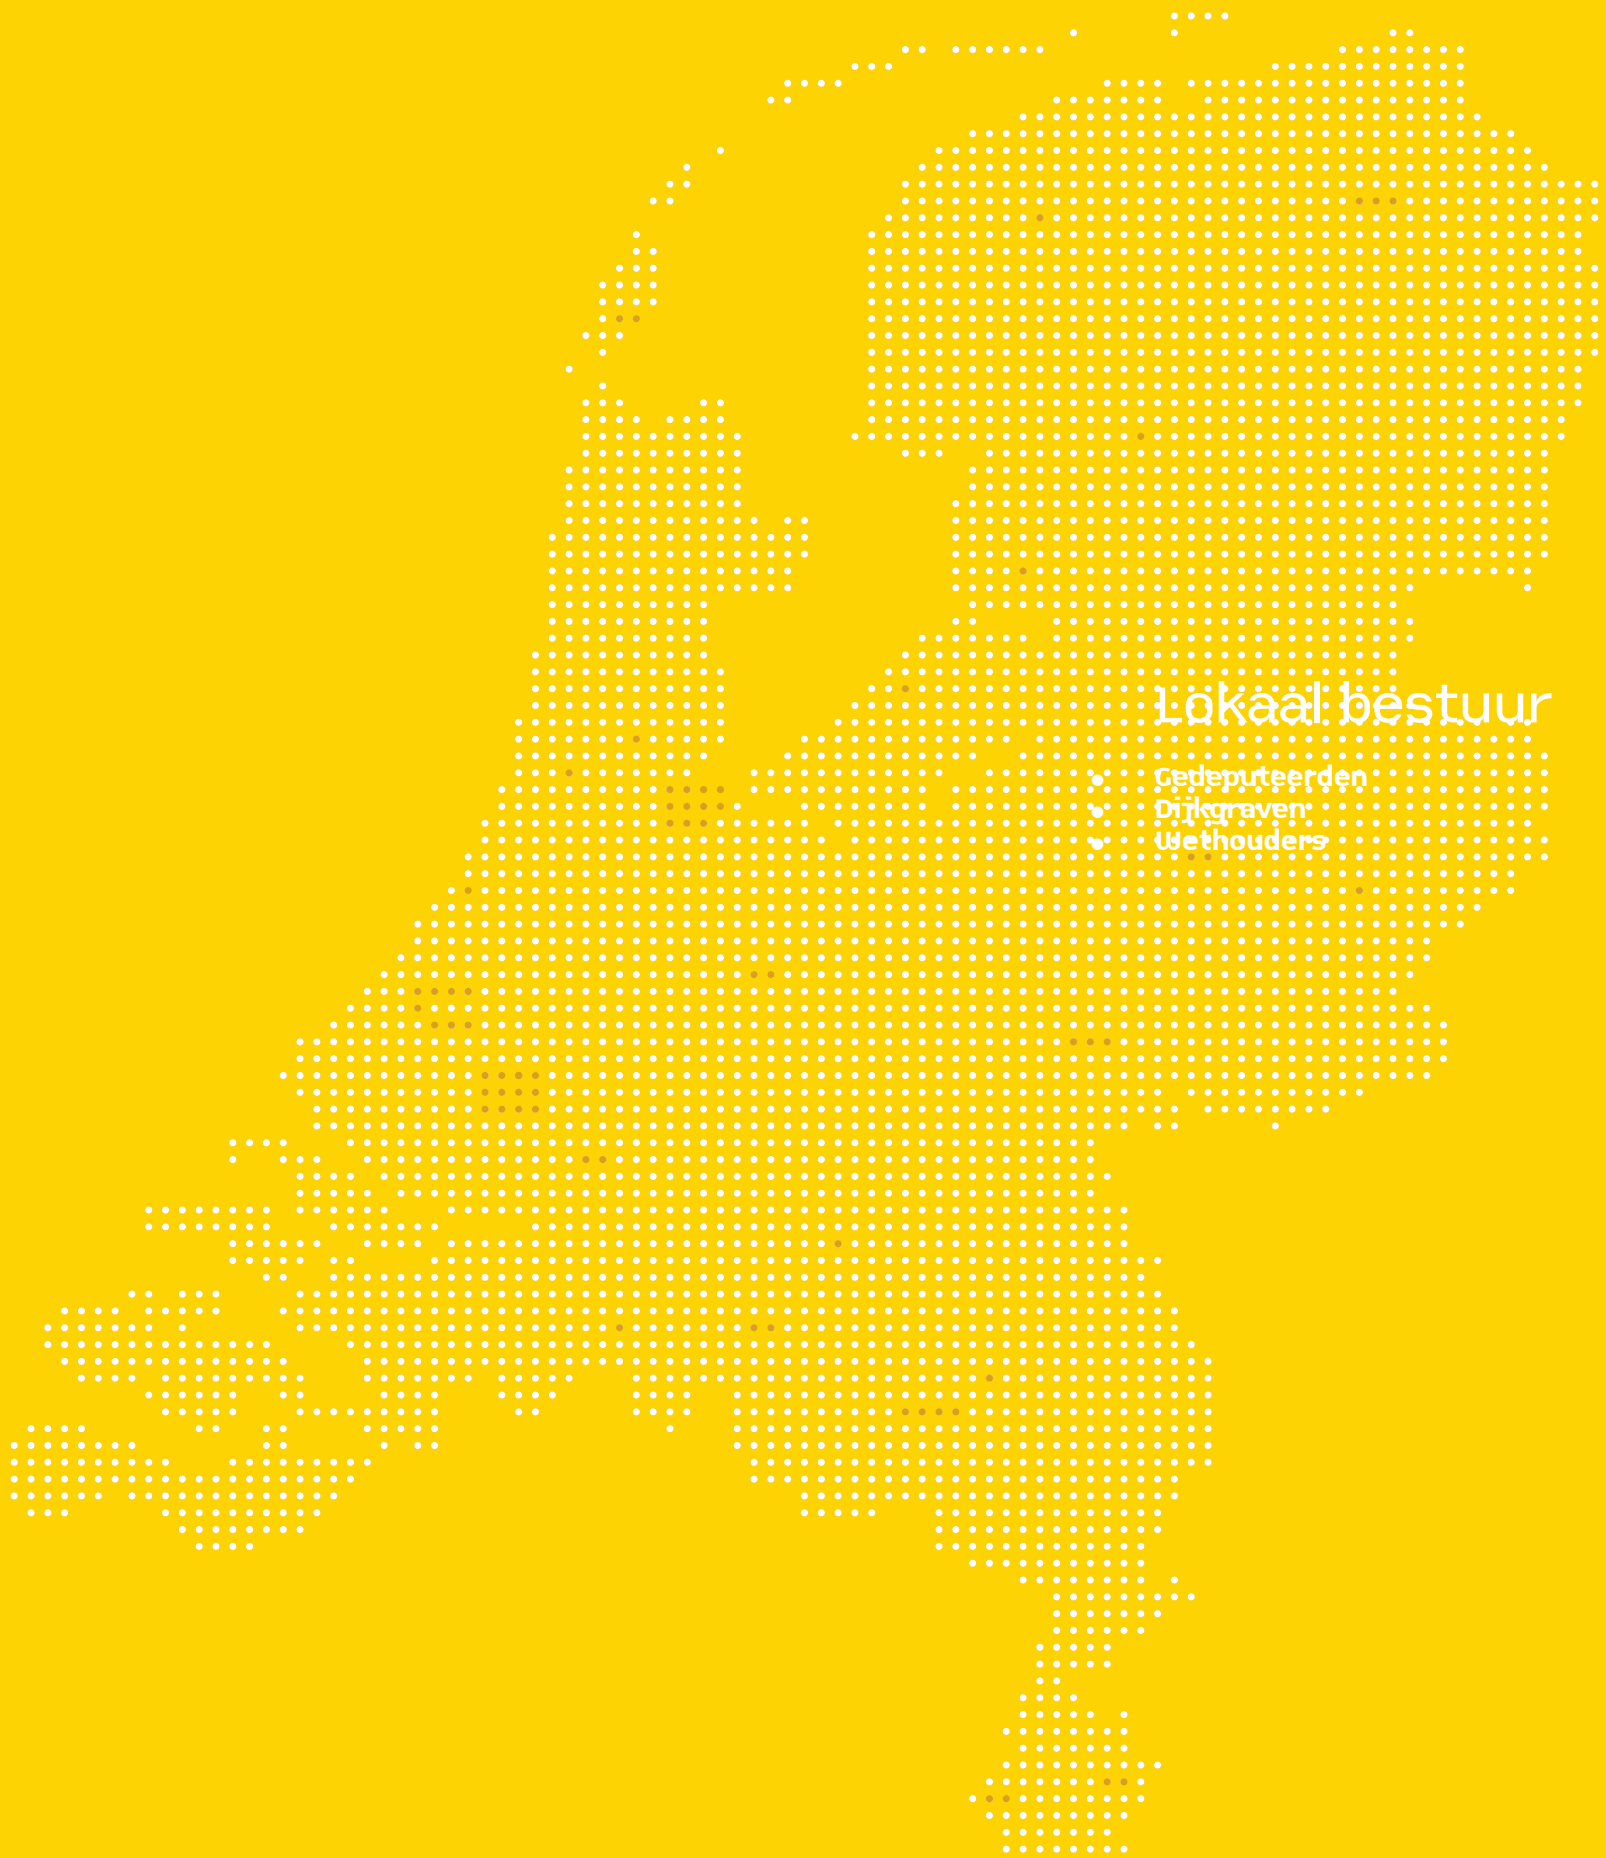 Lokaal bestuur
• Gedeputeerden
• Dijkgraven
• Wethouders